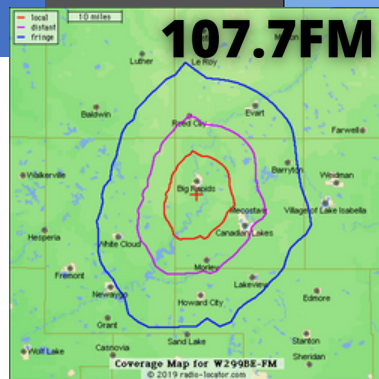 107.7FM
local
distant
fringe
10 miles
Luther
Le Roy
Baldwin
Evart
Reed City
Farwell
Walkerville
Barryton
Weidman
Big Rapids
Mecosta
Village of Lake Isabella
Canadian Lakes
Hesperia
White Cloud
Morley
Fremont
Lakeview
Newaygo
Howard City
Edmore
Grant
Sand Lake
Stanton
Wolf Lake
Casnovia
Sheridan
Coverage Map for W299BE-FM
© 2019 radio-locator.com